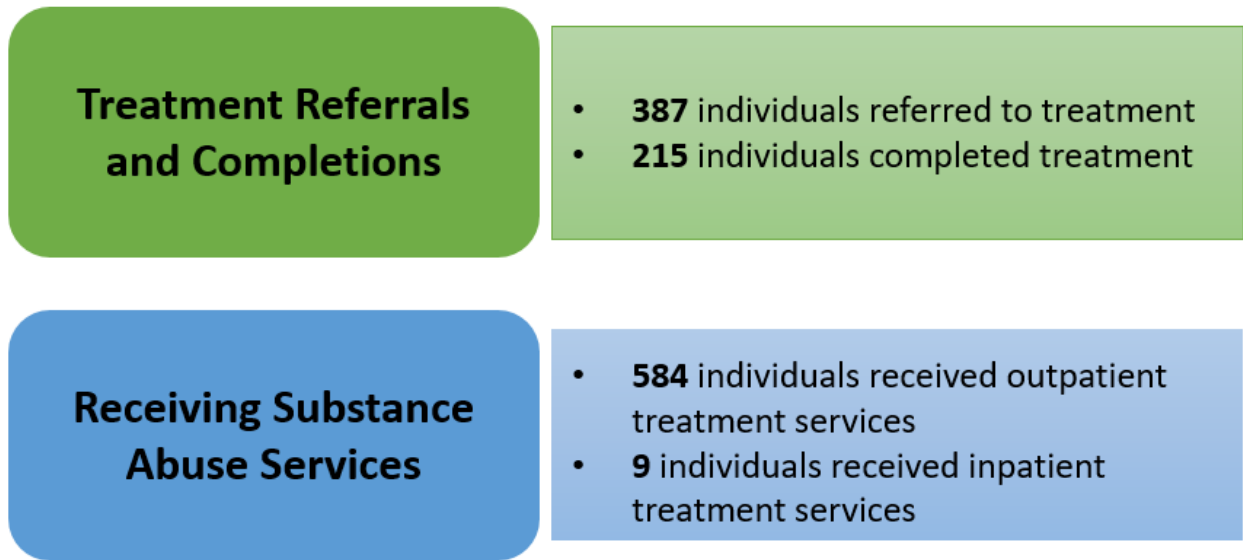 Treatment Referrals
and Completions
• 387 individuals referred to treatment
• 215 individuals completed treatment
Receiving Substance
Abuse Services
• 584 individuals received outpatient
treatment services
• 9 individuals received inpatient
treatment services